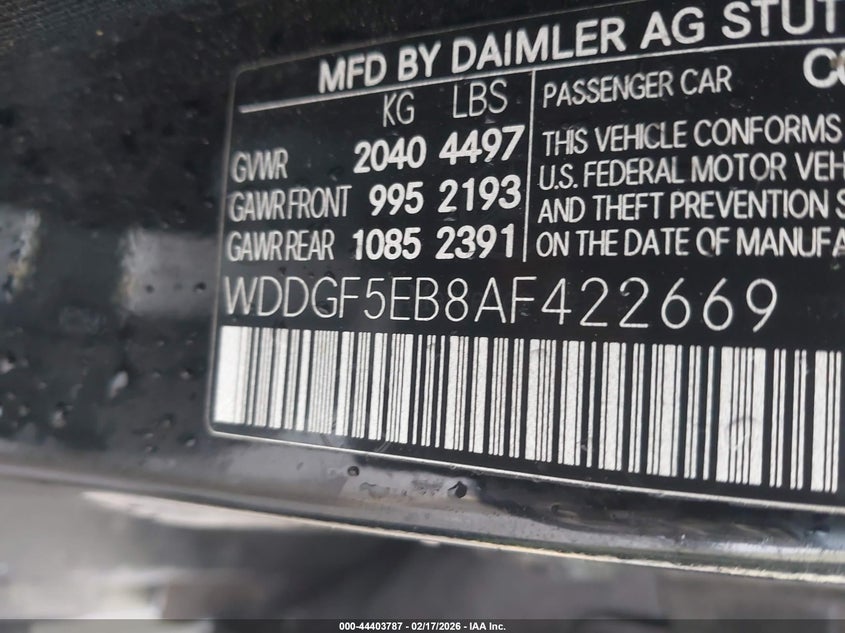 MFD BY DAIMLER AG STUT
KG LBS
GVWR 2040 4497
GAWR FRONT 995 2193
GAWR REAR 1085 2391
PASSENGER CAR
THIS VEHICLE CONFORMS
U.S. FEDERAL MOTOR VEH
AND THEFT PREVENTION S
ON THE DATE OF MANUFA
WDDGF5EB8AF422669
000-44403787 - 02/17/2026 - IAA Inc.